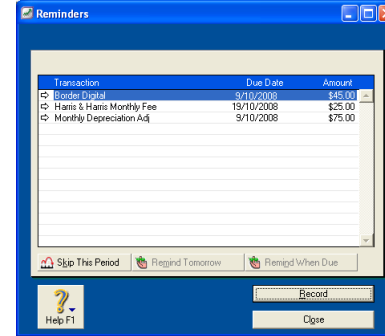 Reminders
Transaction Due Date Amount
Border Digital 9/10/2008 $45.00
Harris & Harris Monthly Fee 19/10/2008 $25.00
Monthly Depreciation Adj 9/10/2008 $75.00
Skip This Period Remind Tomorrow Remind When Due
Record
Help F1 Close